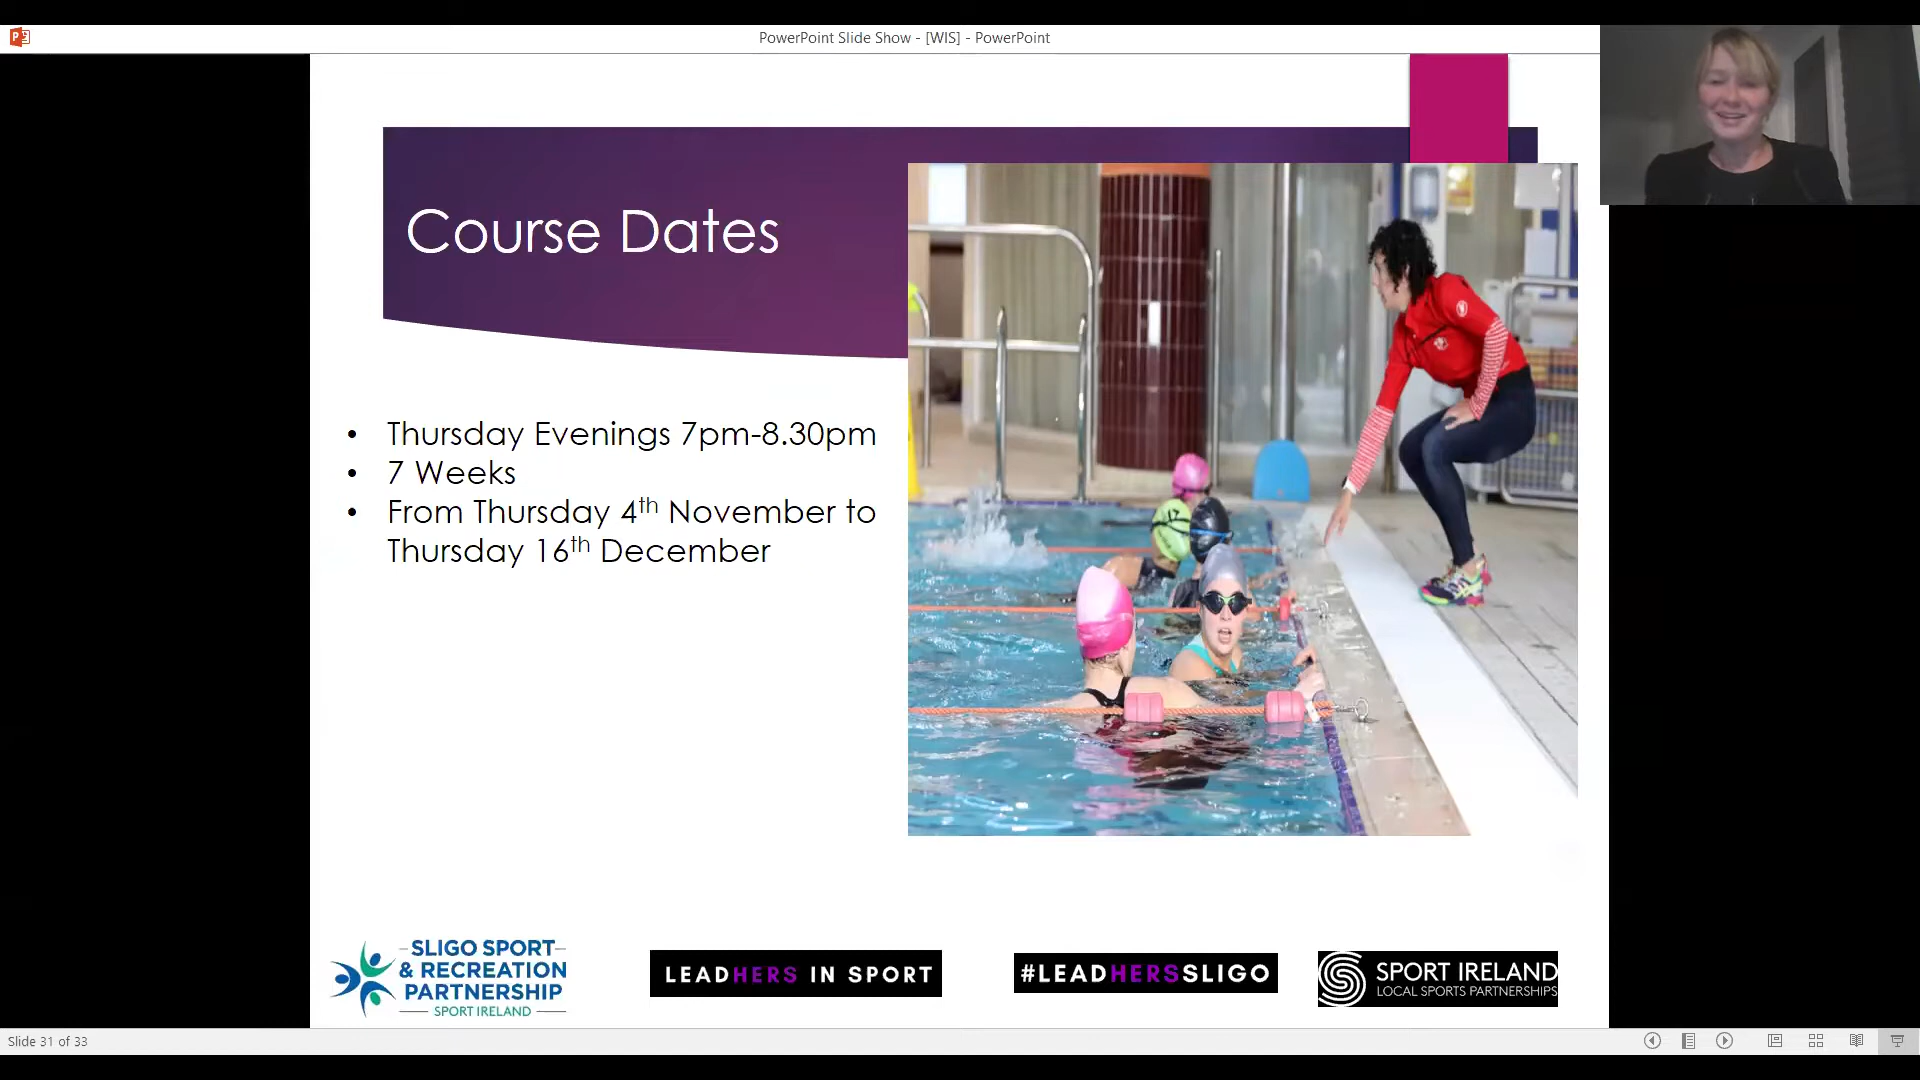 PowerPoint Slide Show - [WIS] - PowerPoint
Course Dates
• Thursday Evenings 7pm-8.30pm
• 7 Weeks
• From Thursday 4th November to
Thursday 16th December
SLIGO SPORT
& RECREATION
PARTNERSHIP
SPORT IRELAND
LEADHERS IN SPORT
#LEADHERSSLIGO
SPORT IRELAND
LOCAL SPORTS PARTNERSHIPS
Slide 31 of 33